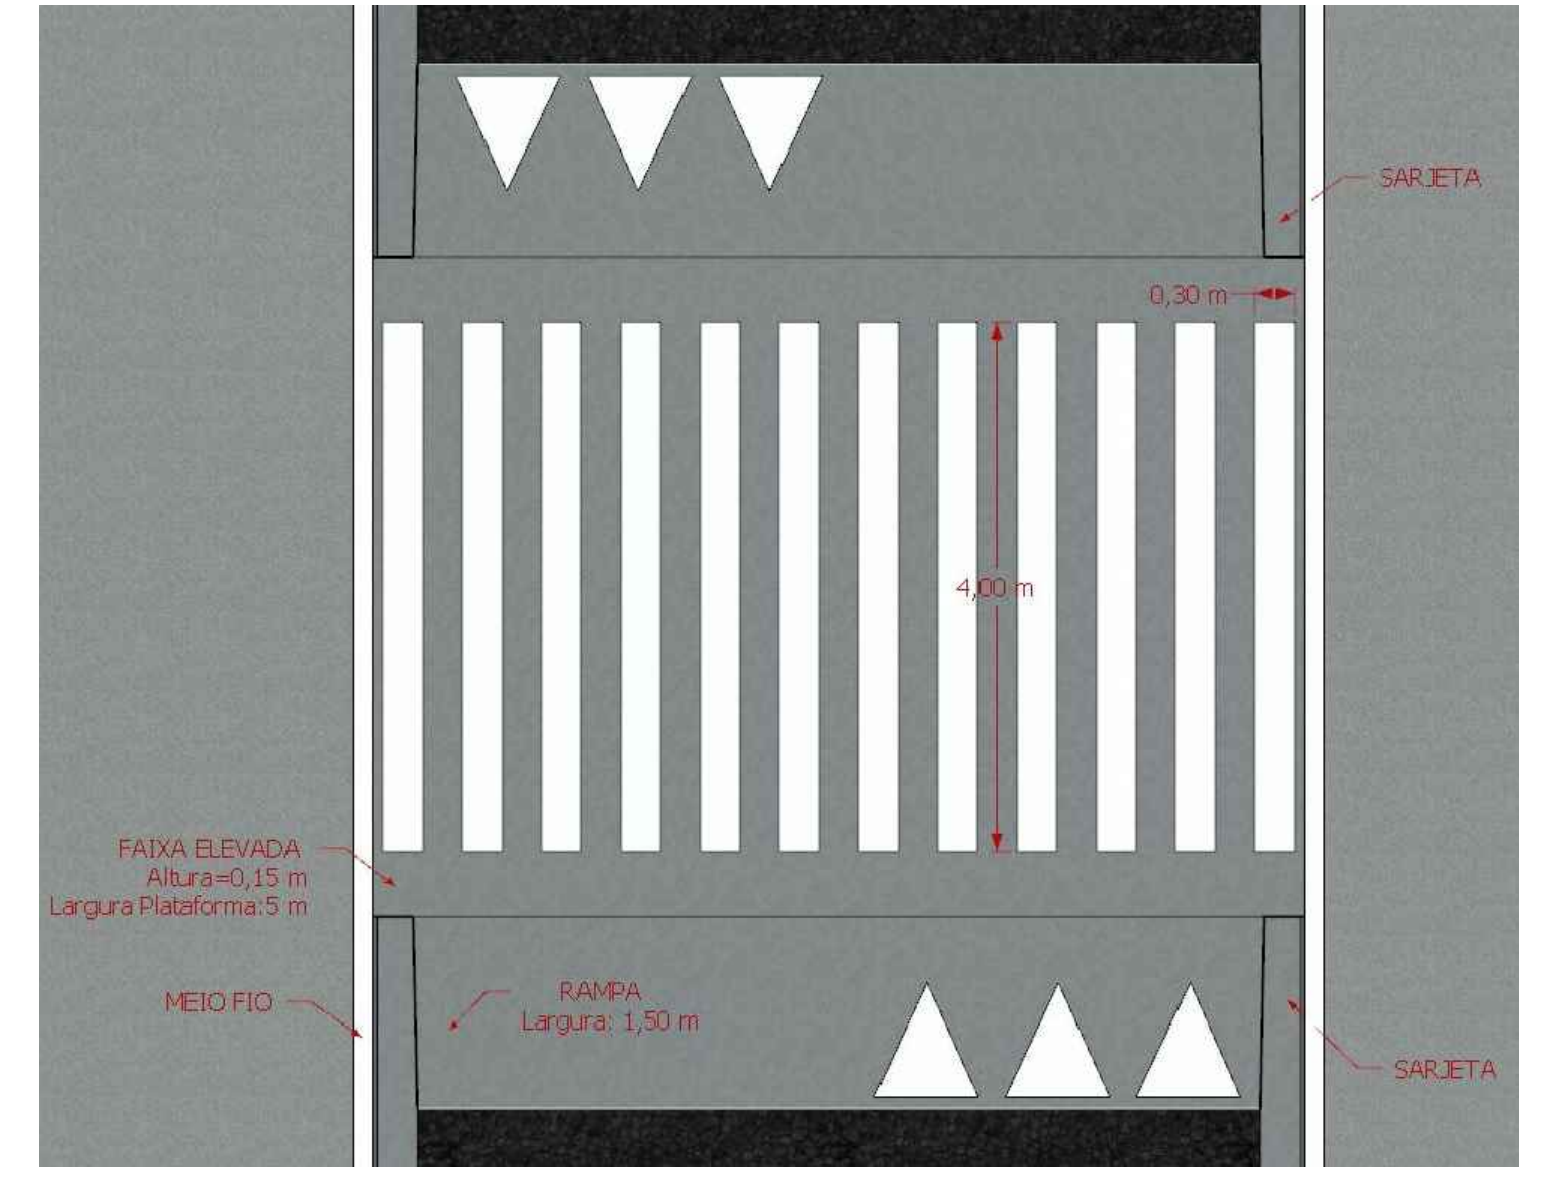 SARJETA
0,30 m
4,00 m
FAIXA ELEVADA
Altura=0,15 m
Largura Plataforma:5 m
RAMPA
Largura: 1,50 m
MEIO FIO
SARJETA